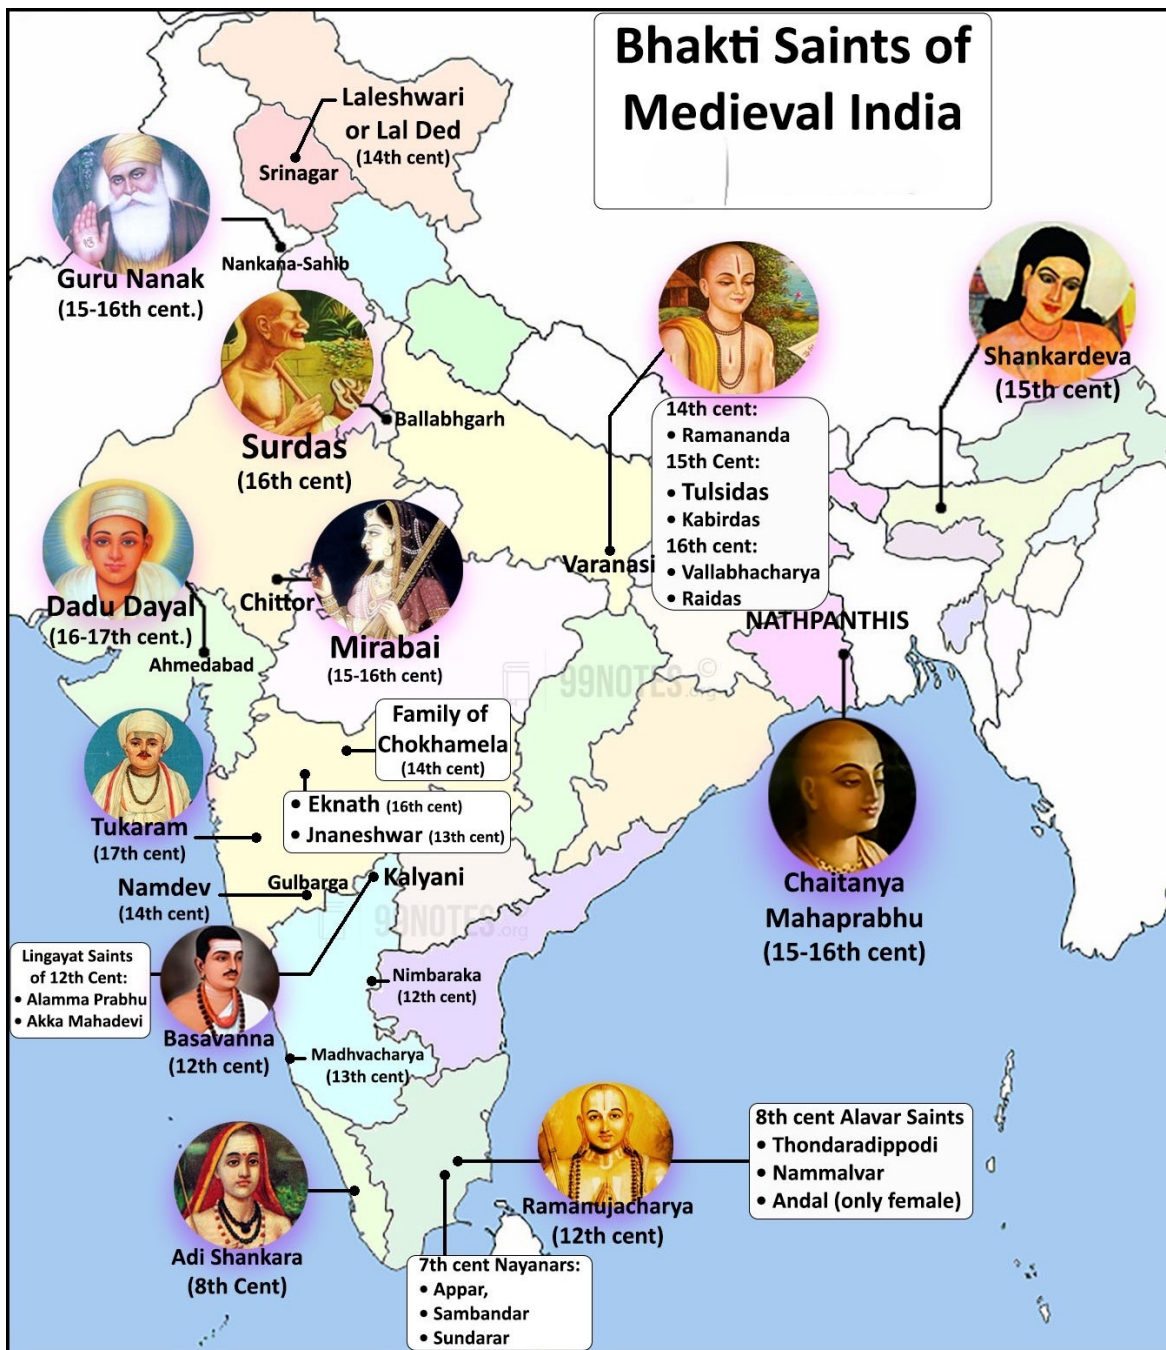 Bhakti Saints of
Medieval India
Laleshwari
or Lal Ded
(14th cent)
Srinagar
Nankana-Sahib
Guru Nanak
(15-16th cent.)
Surdas
(16th cent)
Ballabhgarh
Shankardeva
(15th cent)
14th cent:
• Ramananda
15th Cent:
• Tulsidas
• Kabirdas
16th cent:
• Vallabhacharya
• Raidas
Varanasi
NATHPANTHIS
Dadu Dayal
(16-17th cent.)
Ahmedabad
Chittor
Mirabai
(15-16th cent)
99NOTES.org
©
Family of
Chokhamela
(14th cent)
• Eknath (16th cent)
• Jnaneshwar (13th cent)
Tukaram
(17th cent)
Chaitanya
Mahaprabhu
(15-16th cent)
Namdev
(14th cent)
Gulbarga
Kalyani
99NOTES.org
Lingayat Saints
of 12th Cent:
• Alamma Prabhu
• Akka Mahadevi
Basavanna
(12th cent)
Nimbaraka
(12th cent)
Madhvacharya
(13th cent)
Adi Shankara
(8th Cent)
Ramanujacharya
(12th cent)
8th cent Alavar Saints
• Thondaradippodi
• Nammalvar
• Andal (only female)
7th cent Nayanars:
• Appar,
• Sambandar
• Sundarar